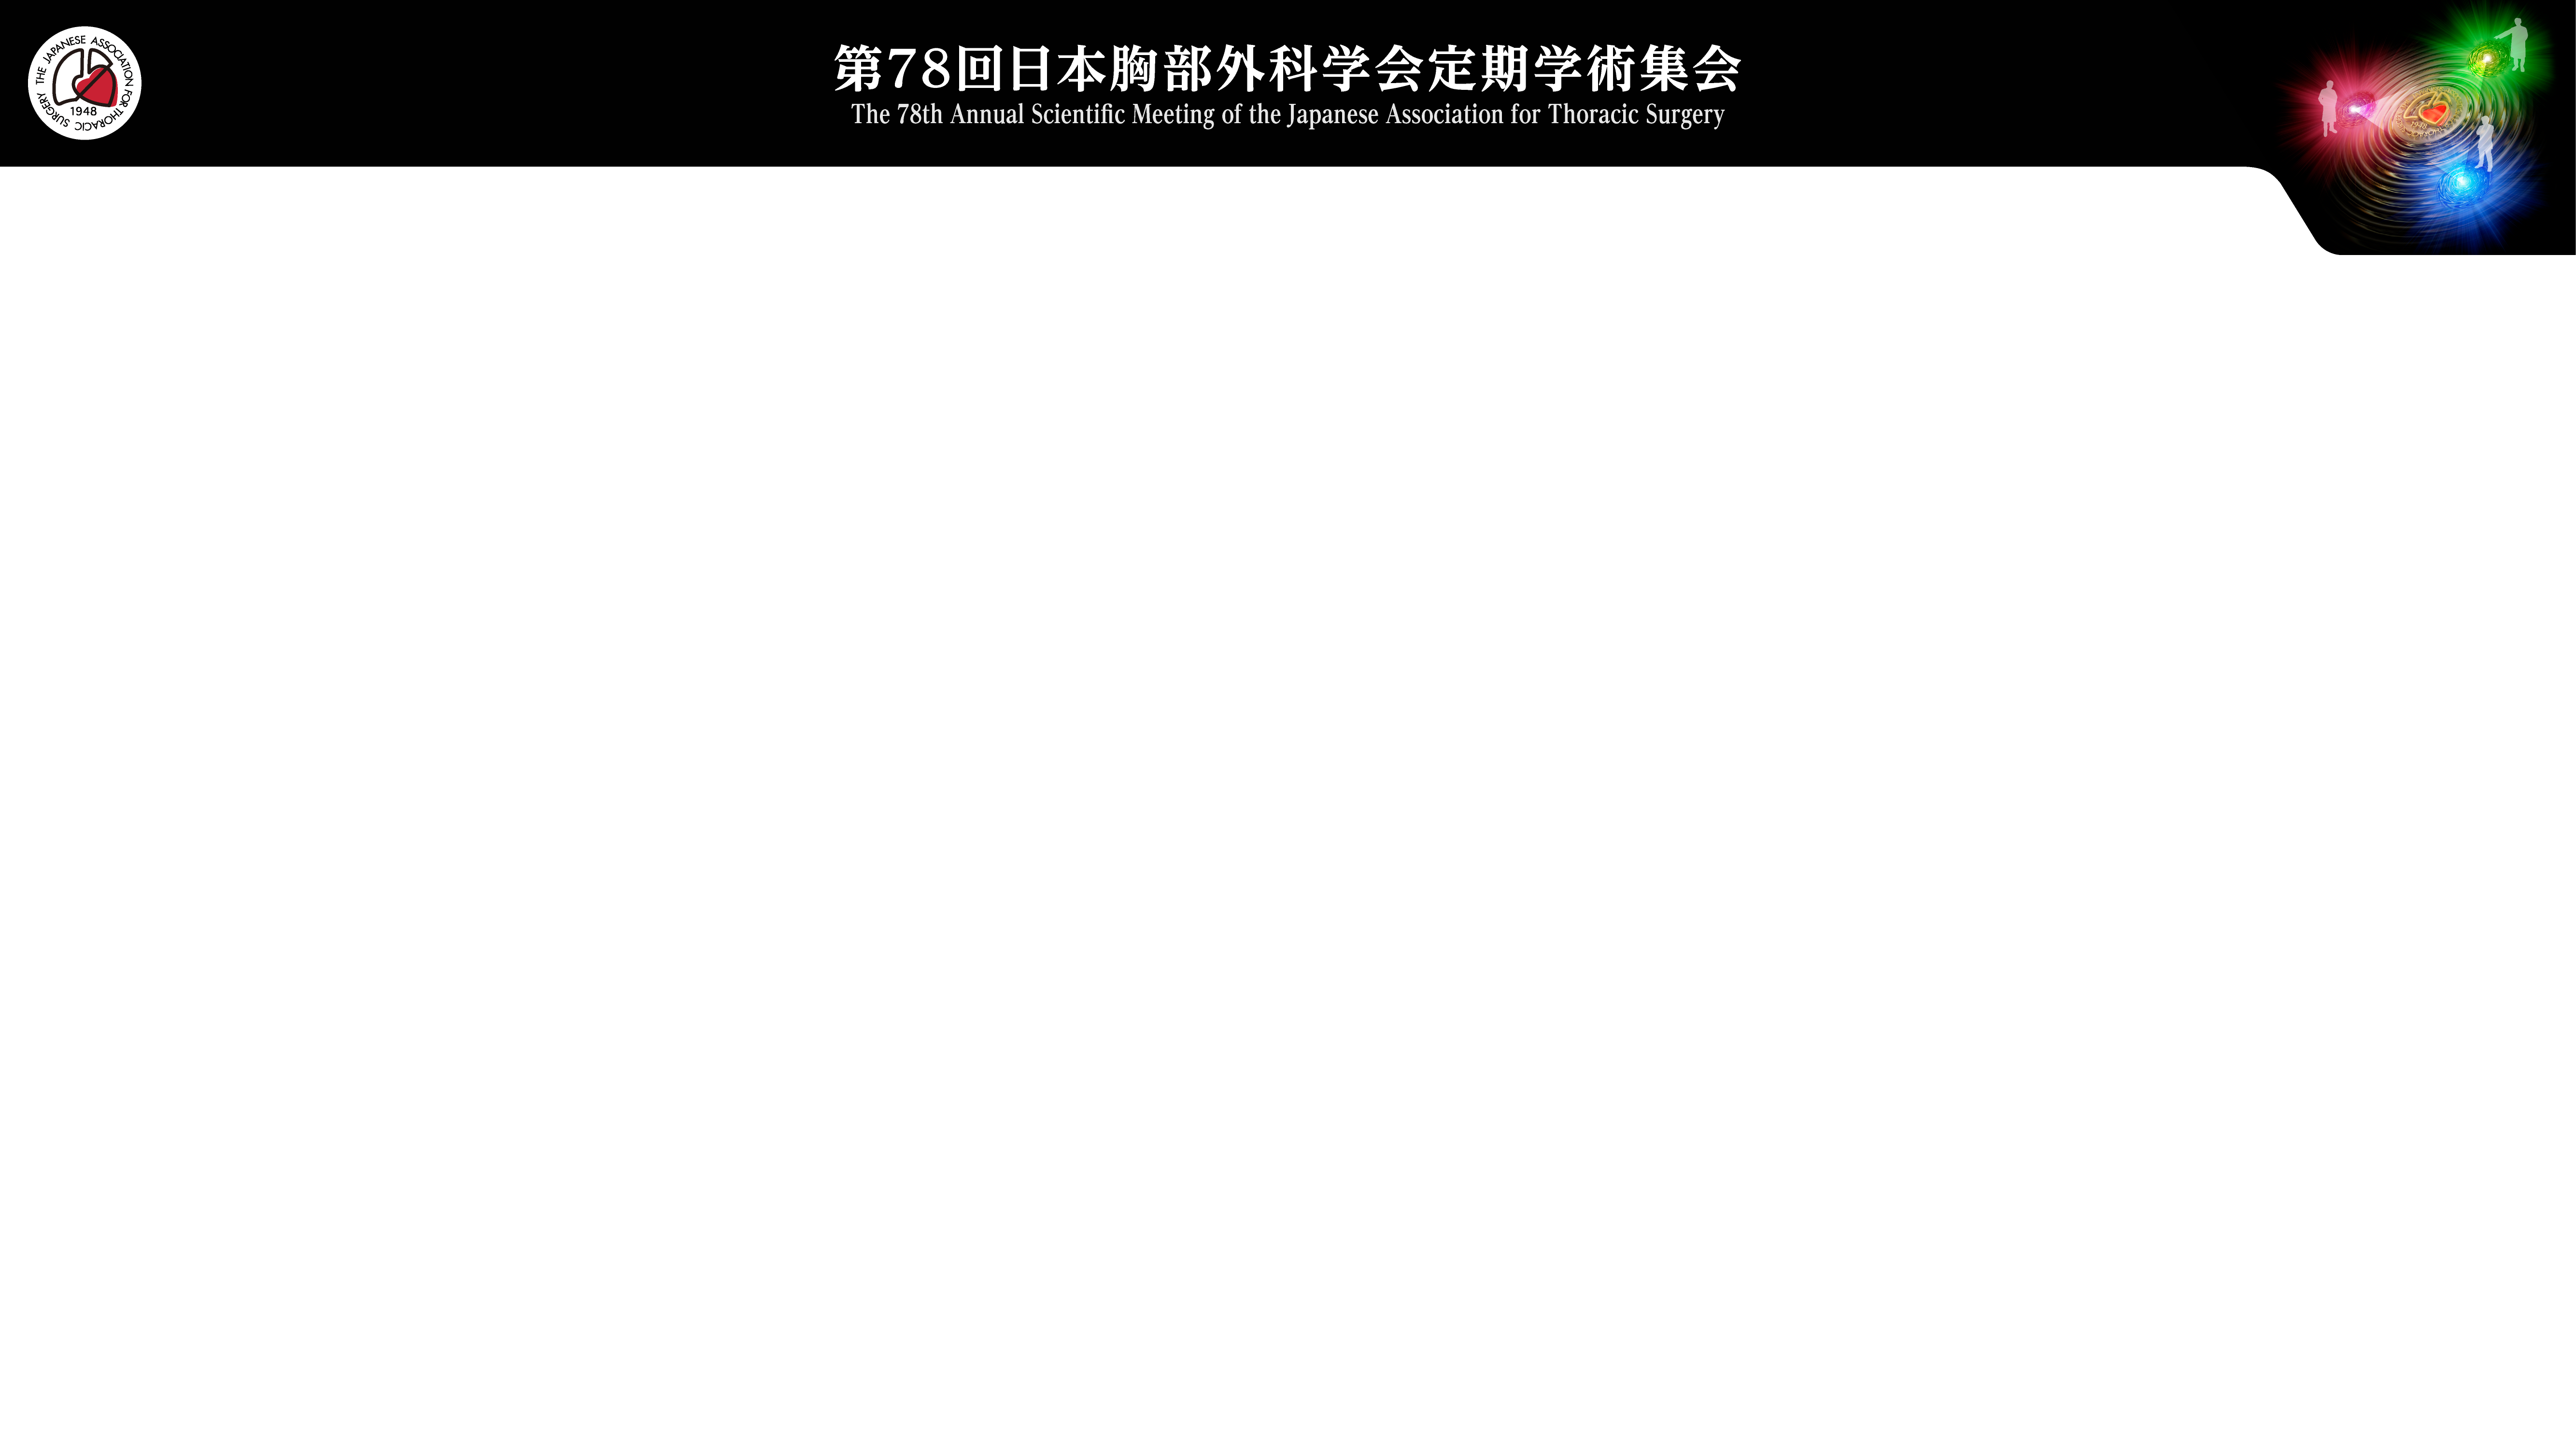 THE JAPANESE ASSOCIATION FOR THORACIC SURGERY
1948
第78回日本胸部外科学会定期学術集会
The 78th Annual Scientific Meeting of the Japanese Association for Thoracic Surgery
1948